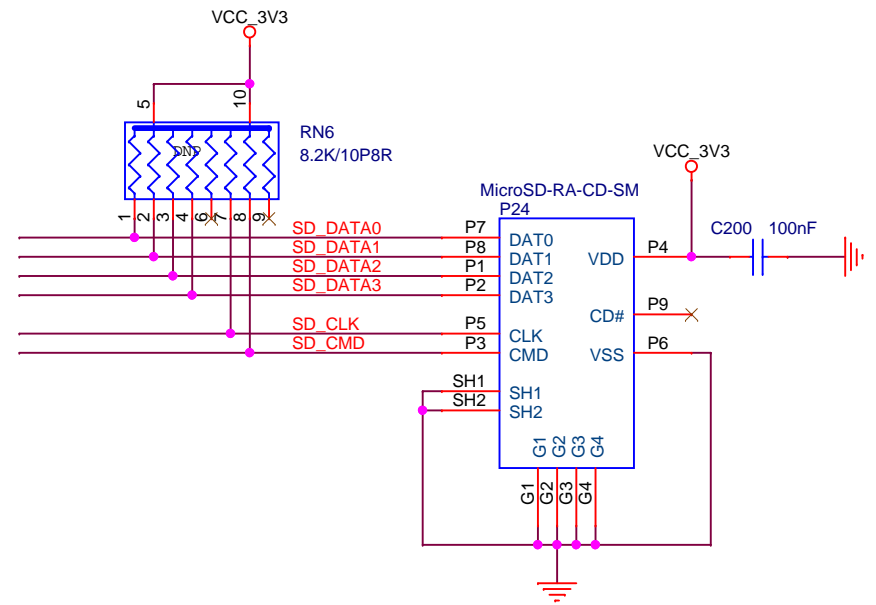 VCC_3V3
5
10
RN6
8.2K/10P8R
DNP
1
2
3
4
6
7
8
9
VCC_3V3
MicroSD-RA-CD-SM
P24
C200 100nF
SD_DATA0 P7 DAT0
SD_DATA1 P8 DAT1
SD_DATA2 P1 DAT2
SD_DATA3 P2 DAT3
VDD P4
CD# P9
SD_CLK P5 CLK
SD_CMD P3 CMD
VSS P6
SH1 SH1
SH2 SH2
G1 G2 G3 G4
G1 G2 G3 G4